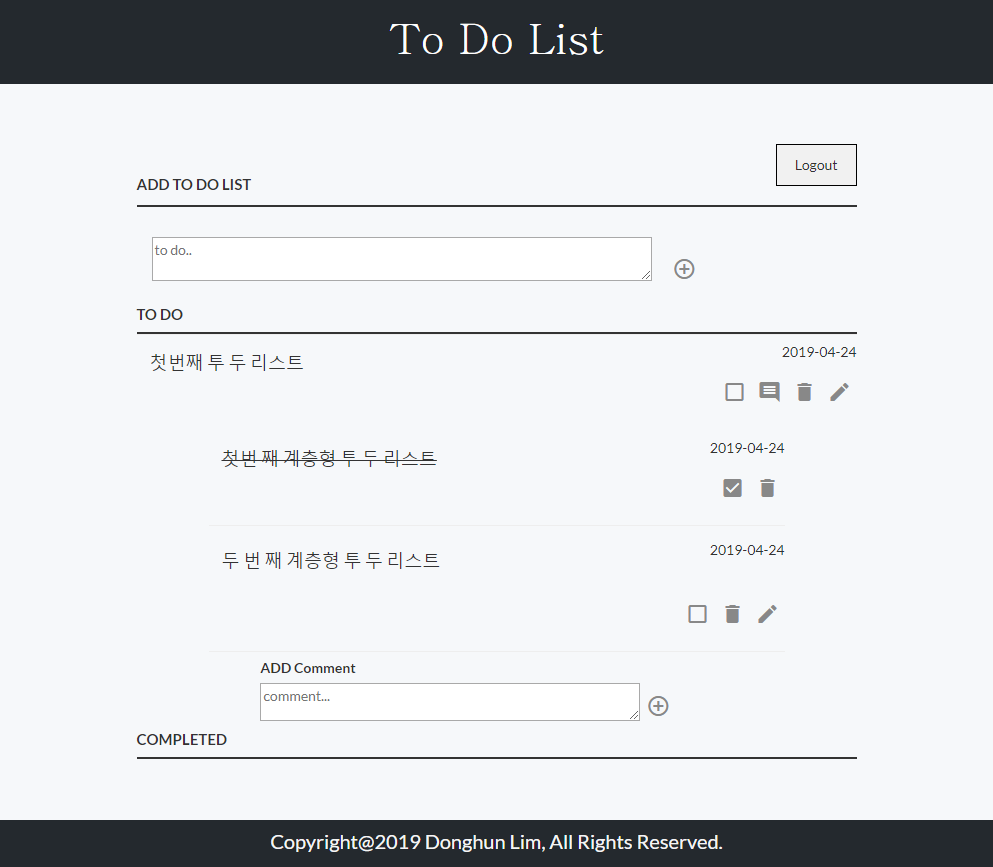 To Do List
Logout
ADD TO DO LIST
to do..
TO DO
2019-04-24
첫번째 투 두 리스트
2019-04-24
첫번 째 계층형 투 두 리스트
2019-04-24
두 번 째 계층형 투 두 리스트
ADD Comment
comment...
COMPLETED
Copyright@2019 Donghun Lim, All Rights Reserved.